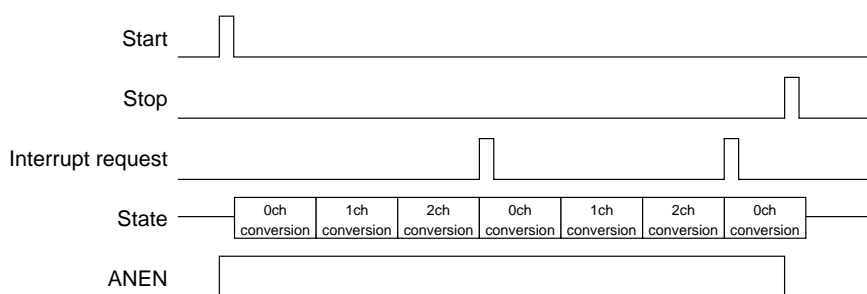 Start
Stop
Interrupt request
State
0ch conversion
1ch conversion
2ch conversion
0ch conversion
1ch conversion
2ch conversion
0ch conversion
ANEN